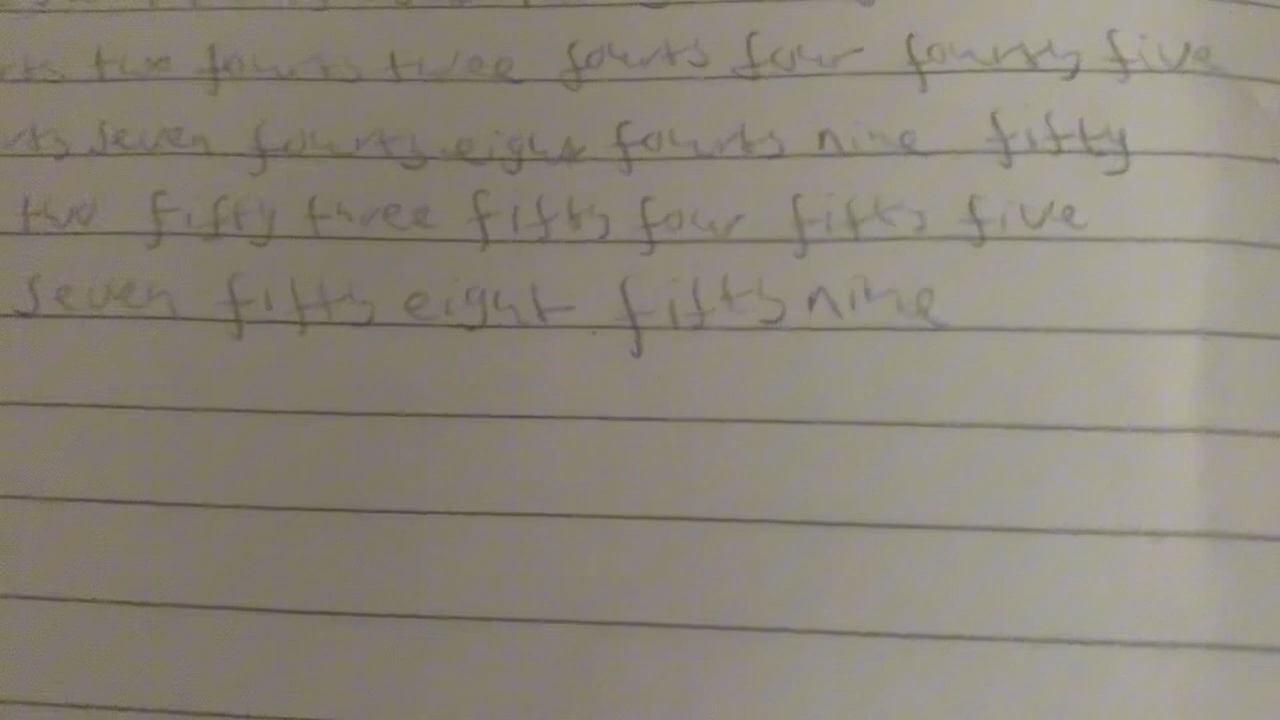 two fourty three fourty four fourty five
seven fourty eight fourty nine fifty
two fifty three fifty four fifty five
seven fifty eight fifty nine